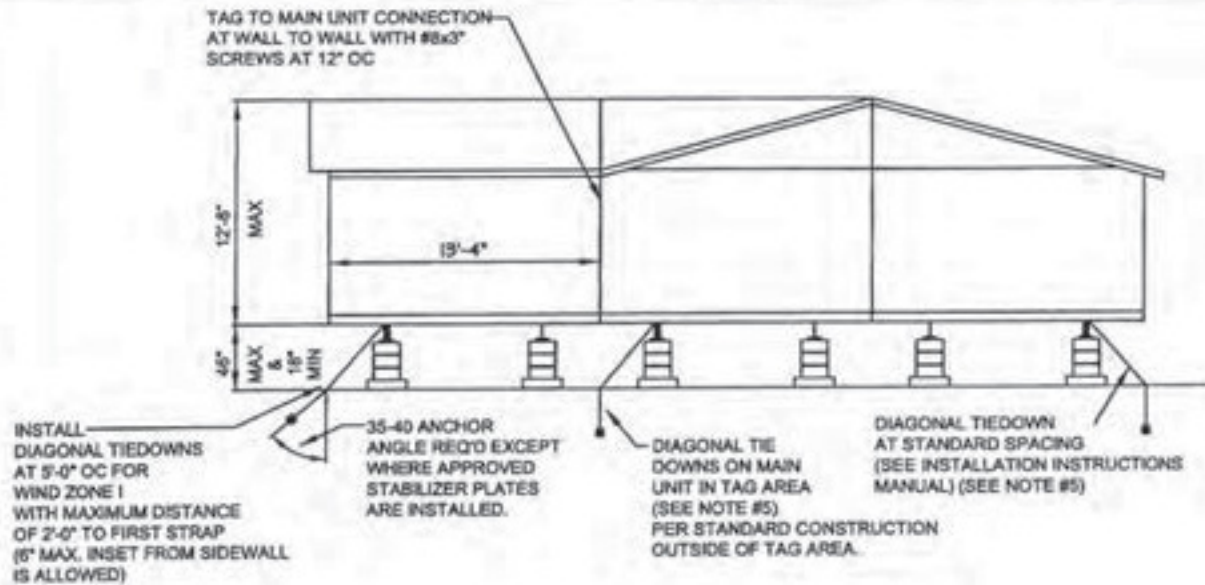 TAG TO MAIN UNIT CONNECTION
AT WALL TO WALL WITH #8x3"
SCREWS AT 12" OC
12'-6"
MAX
13'-4"
46"
MAX
&
18"
MIN
INSTALL
DIAGONAL TIEDOWNS
AT 5'-0" OC FOR
WIND ZONE I
WITH MAXIMUM DISTANCE
OF 2'-0" TO FIRST STRAP
(6" MAX. INSET FROM SIDEWALL
IS ALLOWED)
35-40 ANCHOR
ANGLE REQ'D EXCEPT
WHERE APPROVED
STABILIZER PLATES
ARE INSTALLED.
DIAGONAL TIE
DOWNS ON MAIN
UNIT IN TAG AREA
(SEE NOTE #5)
PER STANDARD CONSTRUCTION
OUTSIDE OF TAG AREA.
DIAGONAL TIEDOWN
AT STANDARD SPACING
(SEE INSTALLATION INSTRUCTIONS
MANUAL) (SEE NOTE #5)